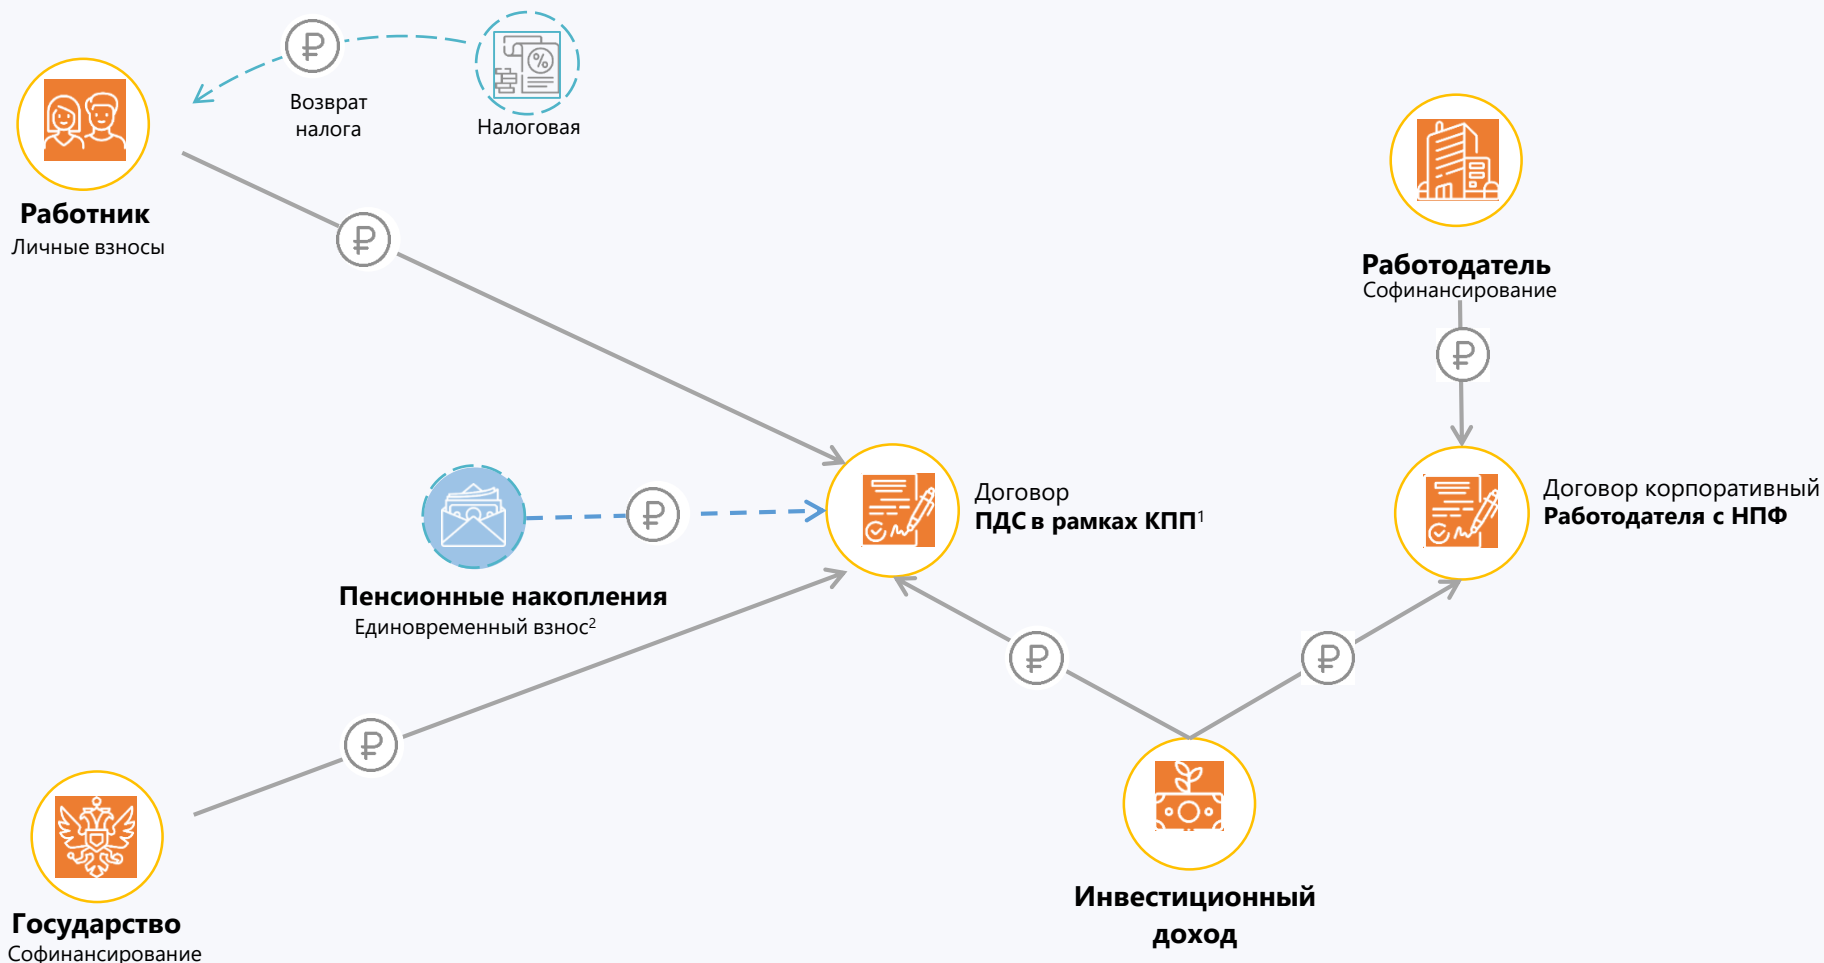 Возврат
налога
Налоговая
Работник
Личные взносы
Работодатель
Софинансирование
Договор
ПДС в рамках КПП¹
Договор корпоративный
Работодателя с НПФ
Пенсионные накопления
Единовременный взнос²
Инвестиционный
доход
Государство
Софинансирование